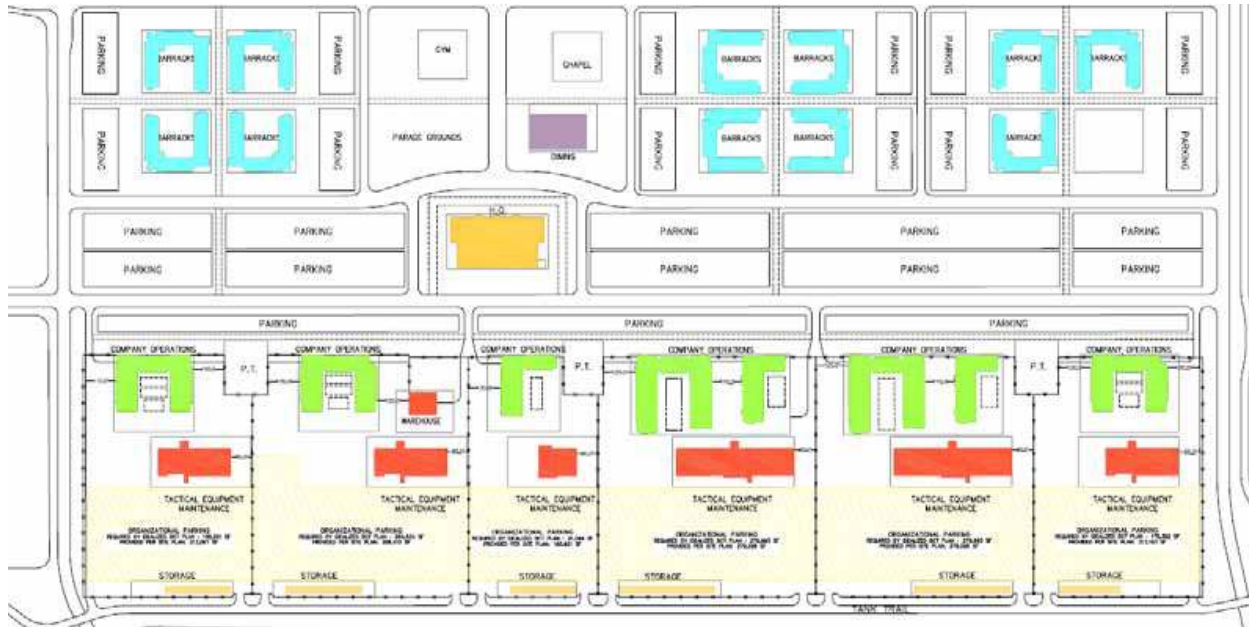 PARKING
BARRACKS
BARRACKS
PARKING
GYM
CHAPEL
PARKING
BARRACKS
BARRACKS
PARKING
PARKING
BARRACKS
BARRACKS
PARKING
PARKING
BARRACKS
BARRACKS
PARKING
PARADE GROUNDS
DINING
PARKING
BARRACKS
BARRACKS
PARKING
PARKING
BARRACKS
PARKING
H.Q.
PARKING
PARKING
PARKING
PARKING
PARKING
PARKING
PARKING
PARKING
PARKING
PARKING
PARKING
PARKING
PARKING
COMPANY OPERATIONS
COMPANY OPERATIONS
COMPANY OPERATIONS
COMPANY OPERATIONS
COMPANY OPERATIONS
COMPANY OPERATIONS
P.T.
P.T.
P.T.
WAREHOUSE
TACTICAL EQUIPMENT
MAINTENANCE
TACTICAL EQUIPMENT
MAINTENANCE
TACTICAL EQUIPMENT
MAINTENANCE
TACTICAL EQUIPMENT
MAINTENANCE
TACTICAL EQUIPMENT
MAINTENANCE
TACTICAL EQUIPMENT
MAINTENANCE
ORGANIZATIONAL PARKING
ORGANIZATIONAL PARKING
ORGANIZATIONAL PARKING
ORGANIZATIONAL PARKING
ORGANIZATIONAL PARKING
ORGANIZATIONAL PARKING
STORAGE
STORAGE
STORAGE
STORAGE
STORAGE
STORAGE
TANK TRAIL